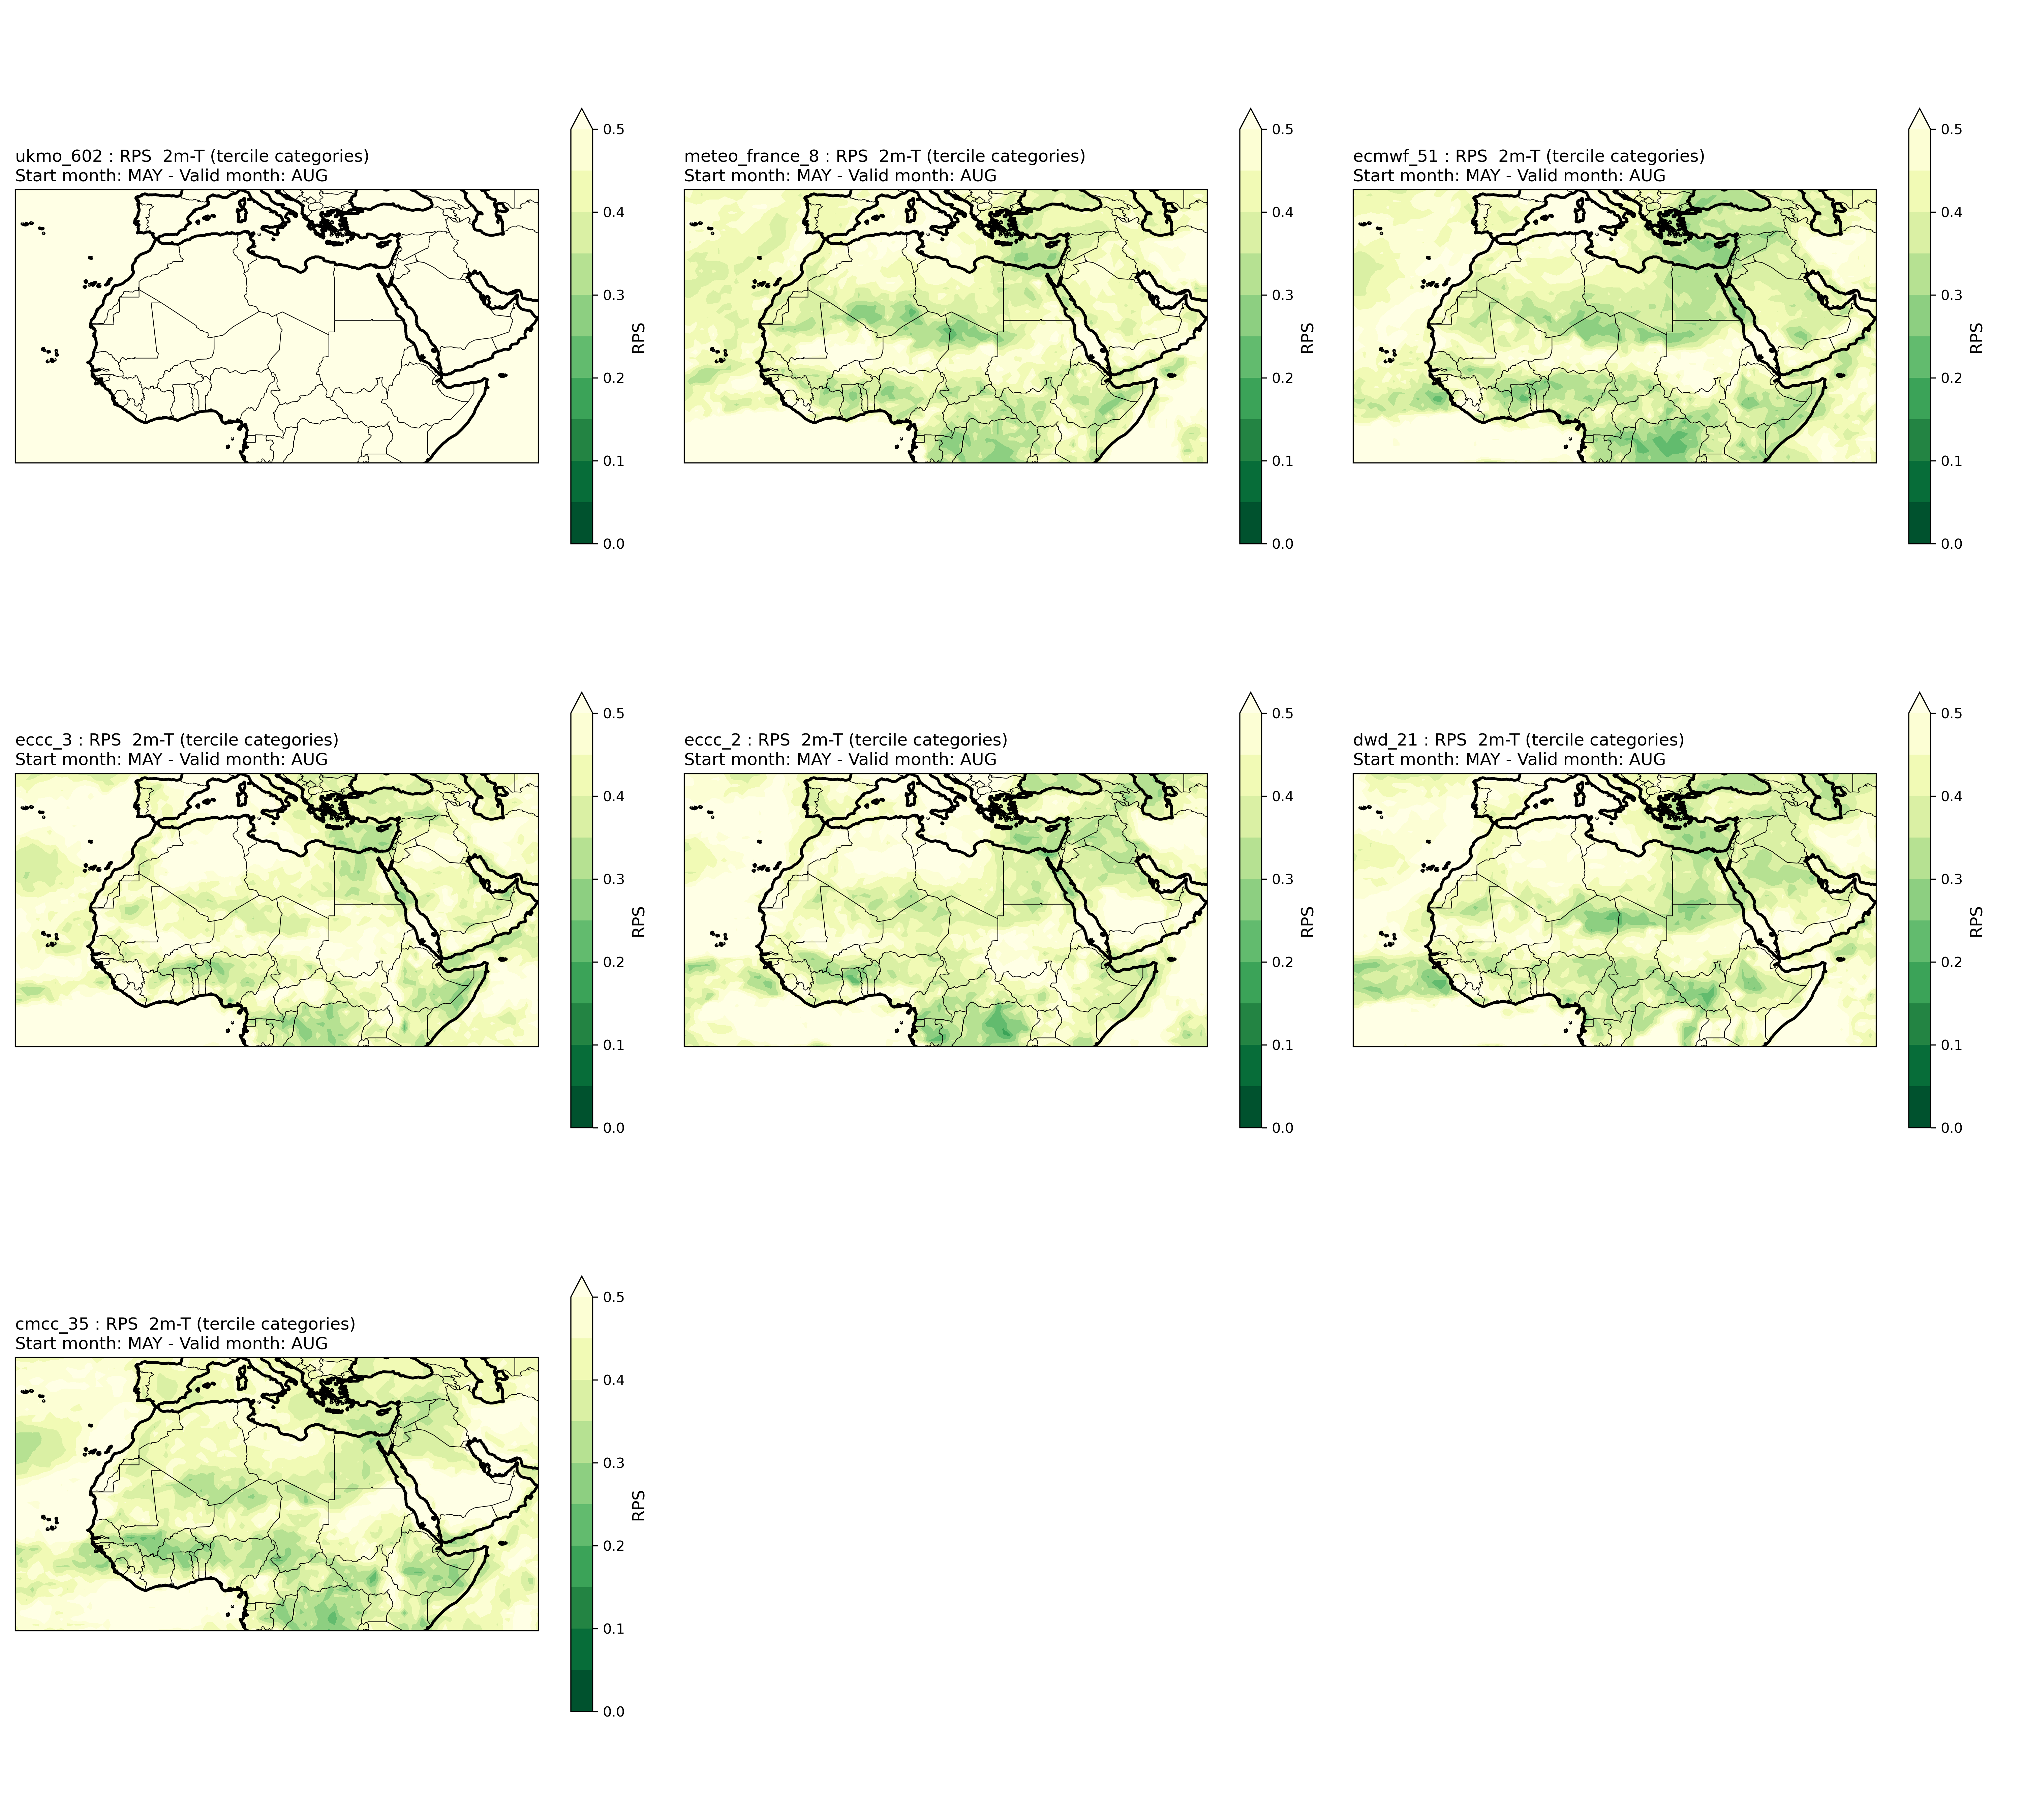 ukmo_602 : RPS  2m-T (tercile categories)
Start month: MAY - Valid month: AUG
0.5
0.4
0.3
0.2
0.1
0.0
RPS
meteo_france_8 : RPS  2m-T (tercile categories)
Start month: MAY - Valid month: AUG
0.5
0.4
0.3
0.2
0.1
0.0
RPS
ecmwf_51 : RPS  2m-T (tercile categories)
Start month: MAY - Valid month: AUG
0.5
0.4
0.3
0.2
0.1
0.0
RPS
eccc_3 : RPS  2m-T (tercile categories)
Start month: MAY - Valid month: AUG
0.5
0.4
0.3
0.2
0.1
0.0
RPS
eccc_2 : RPS  2m-T (tercile categories)
Start month: MAY - Valid month: AUG
0.5
0.4
0.3
0.2
0.1
0.0
RPS
dwd_21 : RPS  2m-T (tercile categories)
Start month: MAY - Valid month: AUG
0.5
0.4
0.3
0.2
0.1
0.0
RPS
cmcc_35 : RPS  2m-T (tercile categories)
Start month: MAY - Valid month: AUG
0.5
0.4
0.3
0.2
0.1
0.0
RPS